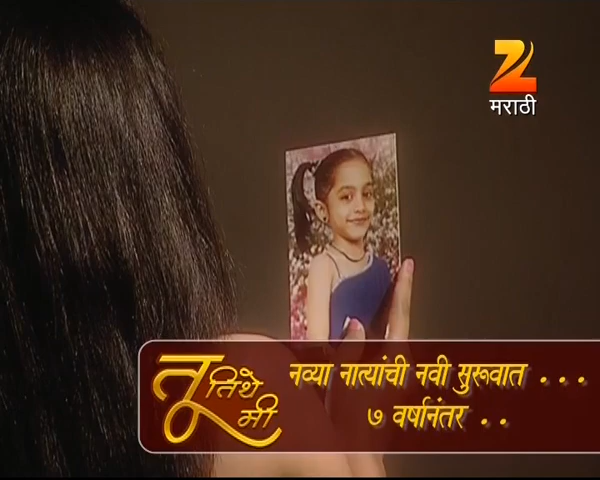 मराठी
तू
तिथे
मी
नव्या नात्यांची नवी सुरूवात . . .
७ वर्षानंतर . .